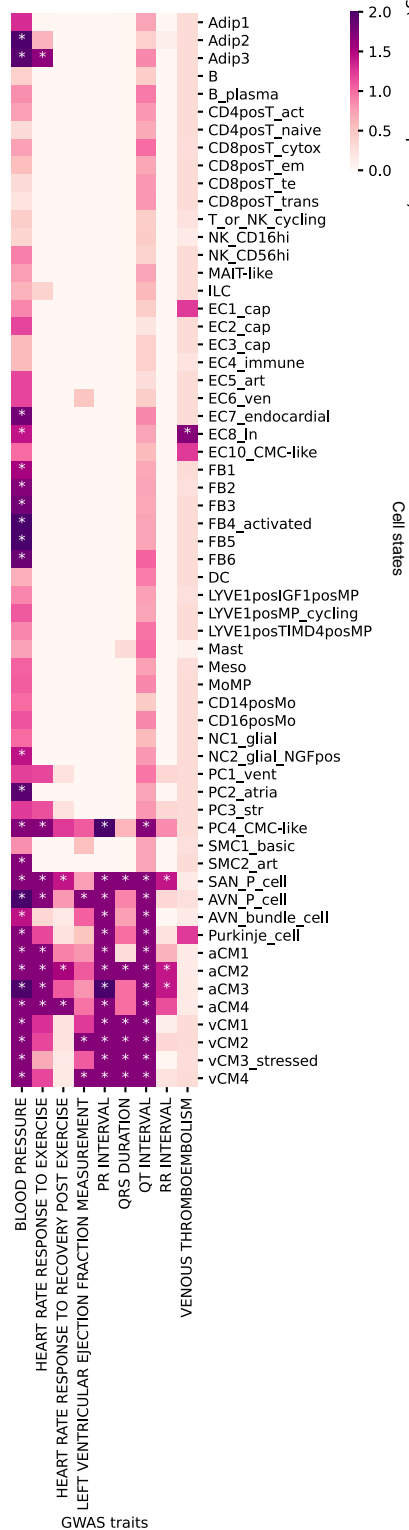 2.0
1.5
1.0
0.5
0.0
Adip1
Adip2
Adip3
B
B_plasma
CD4posT_act
CD4posT_naive
CD8posT_cytox
CD8posT_em
CD8posT_te
CD8posT_trans
T_or_NK_cycling
NK_CD16hi
NK_CD56hi
MAIT-like
ILC
EC1_cap
EC2_cap
EC3_cap
EC4_immune
EC5_art
EC6_ven
EC7_endocardial
EC8_ln
EC10_CMC-like
FB1
FB2
FB3
FB4_activated
FB5
FB6
DC
LYVE1posIGF1posMP
LYVE1posMP_cycling
LYVE1posTIMD4posMP
Mast
Meso
MoMP
CD14posMo
CD16posMo
NC1_glial
NC2_glial_NGFpos
PC1_vent
PC2_atria
PC3_str
PC4_CMC-like
SMC1_basic
SMC2_art
SAN_P_cell
AVN_P_cell
AVN_bundle_cell
Purkinje_cell
aCM1
aCM2
aCM3
aCM4
vCM1
vCM2
vCM3_stressed
vCM4
Cell states
BLOOD PRESSURE
HEART RATE RESPONSE TO EXERCISE
HEART RATE RESPONSE TO RECOVERY POST EXERCISE
LEFT VENTRICULAR EJECTION FRACTION MEASUREMENT
PR INTERVAL
QRS DURATION
QT INTERVAL
RR INTERVAL
VENOUS THROMBOEMBOLISM
GWAS traits